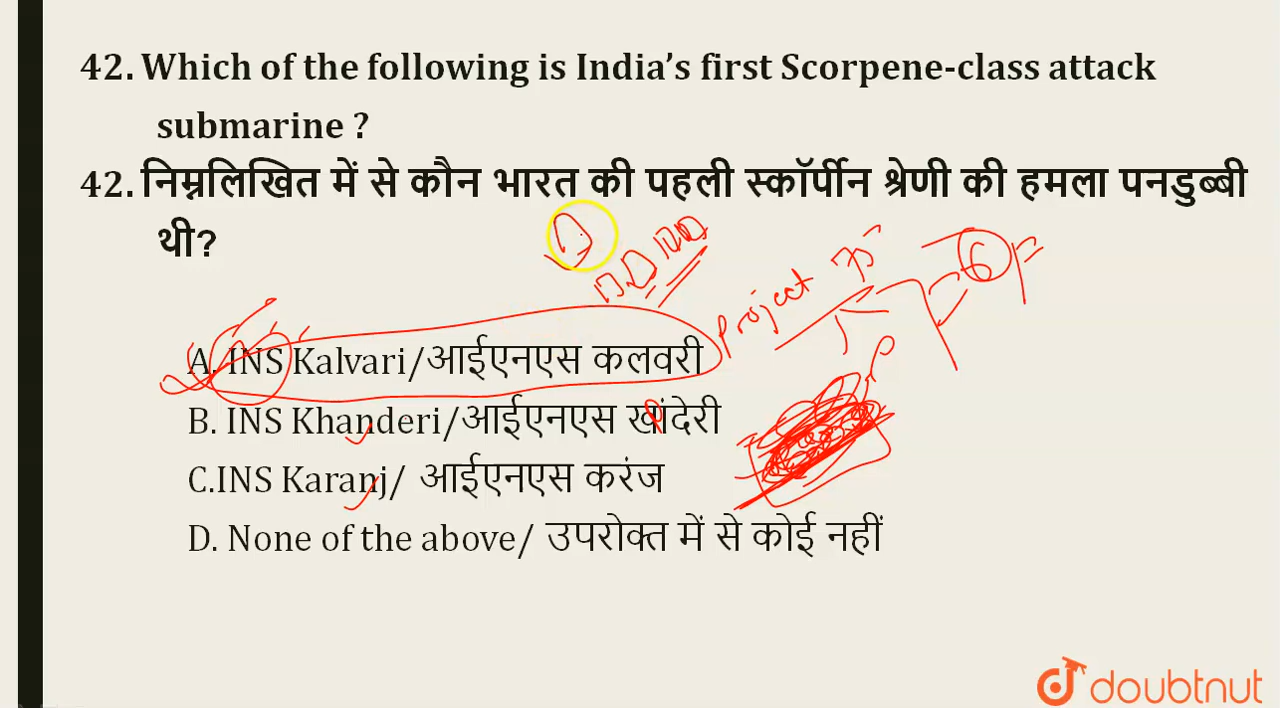 42. Which of the following is India's first Scorpene-class attack
submarine ?
42. निम्नलिखित में से कौन भारत की पहली स्कॉर्पीन श्रेणी की हमला पनडुब्बी
थी?
Project 75
6
A. INS Kalvari/आईएनएस कलवरी
B. INS Khanderi/आईएनएस खांदेरी
C.INS Karanj/ आईएनएस करंज
D. None of the above/ उपरोक्त में से कोई नहीं
doubtnut